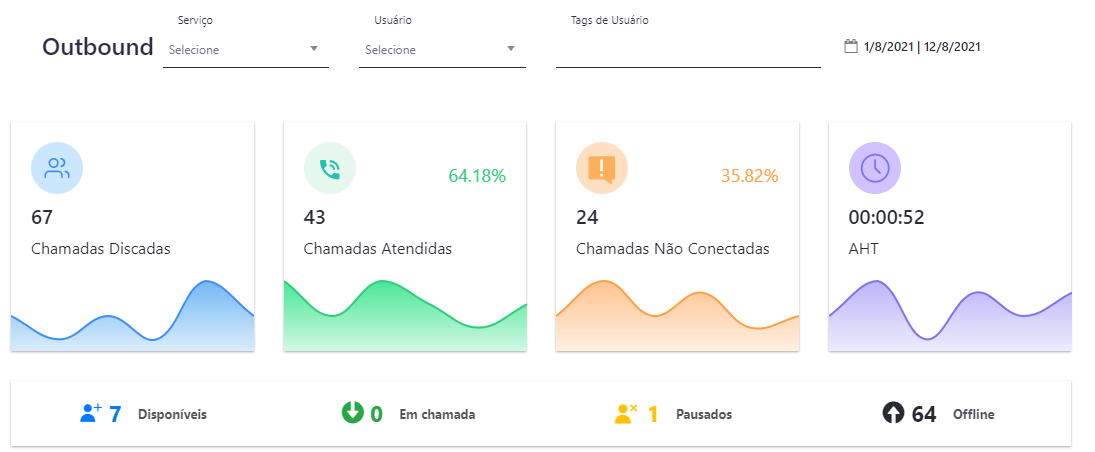 Serviço Usuário Tags de Usuário
Outbound Selecione Selecione 1/8/2021 | 12/8/2021
64.18% 35.82%
67 43 24 00:00:52
Chamadas Discadas Chamadas Atendidas Chamadas Não Conectadas AHT
7 Disponíveis 0 Em chamada 1 Pausados 64 Offline